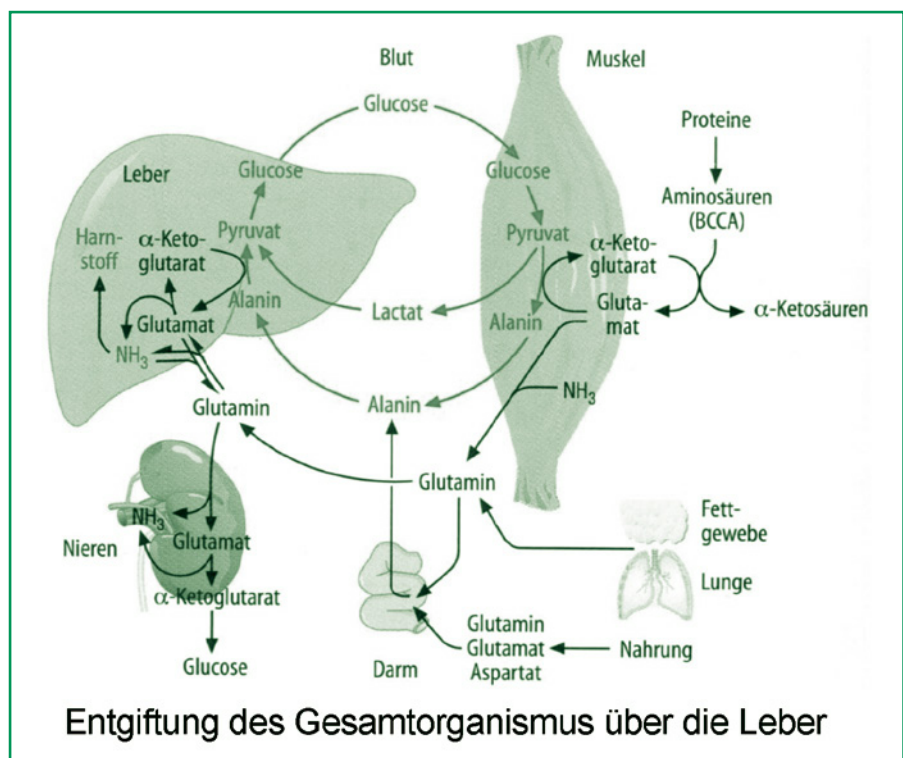 Blut
Muskel
Glucose
Proteine
Leber
Glucose
Glucose
Aminosäuren
(BCCA)
Harn-
stoff
α-Keto-
glutarat
Pyruvat
Pyruvat
α-Keto-
glutarat
Alanin
Lactat
Gluta-
mat
α-Ketosäuren
Glutamat
Alanin
NH3
Glutamin
Alanin
NH3
Glutamin
Fett-
gewebe
NH3
Nieren
Glutamat
Lunge
α-Ketoglutarat
Glutamin
Glutamat
Aspartat
Nahrung
Glucose
Darm
Entgiftung des Gesamtorganismus über die Leber